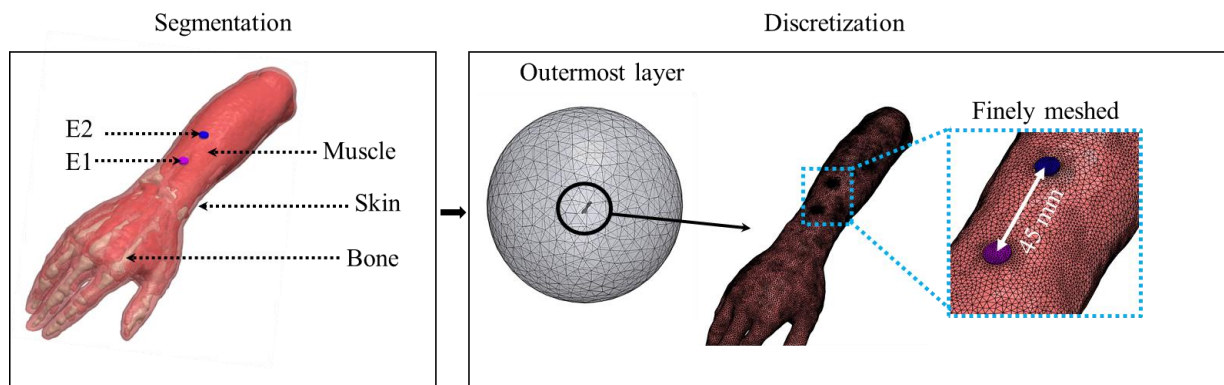 Segmentation
Discretization
E2
E1
Muscle
Skin
Bone
Outermost layer
Finely meshed
45 mm